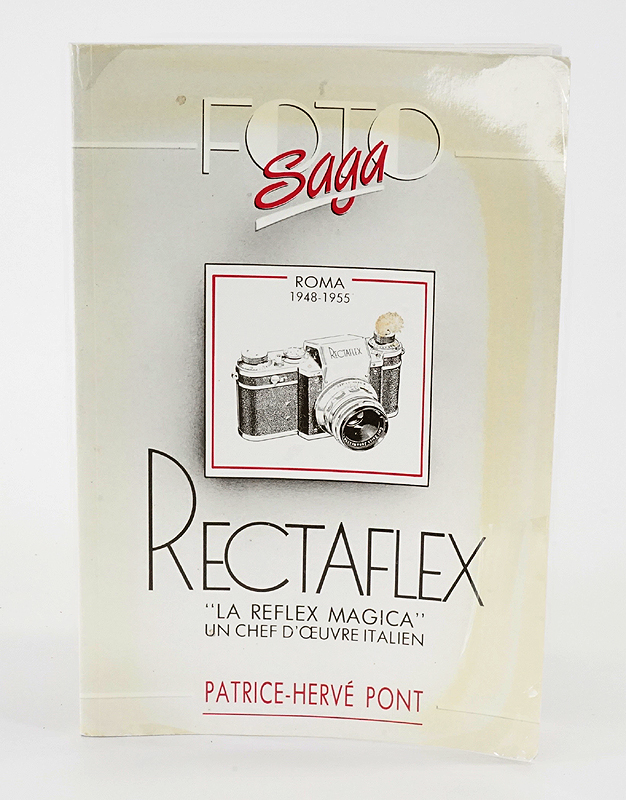 FOTO
Saga
ROMA
1948-1955
RECTAFLEX
RECTAFLEX
"LA REFLEX MAGICA"
UN CHEF D'ŒUVRE ITALIEN
PATRICE-HERVÉ PONT